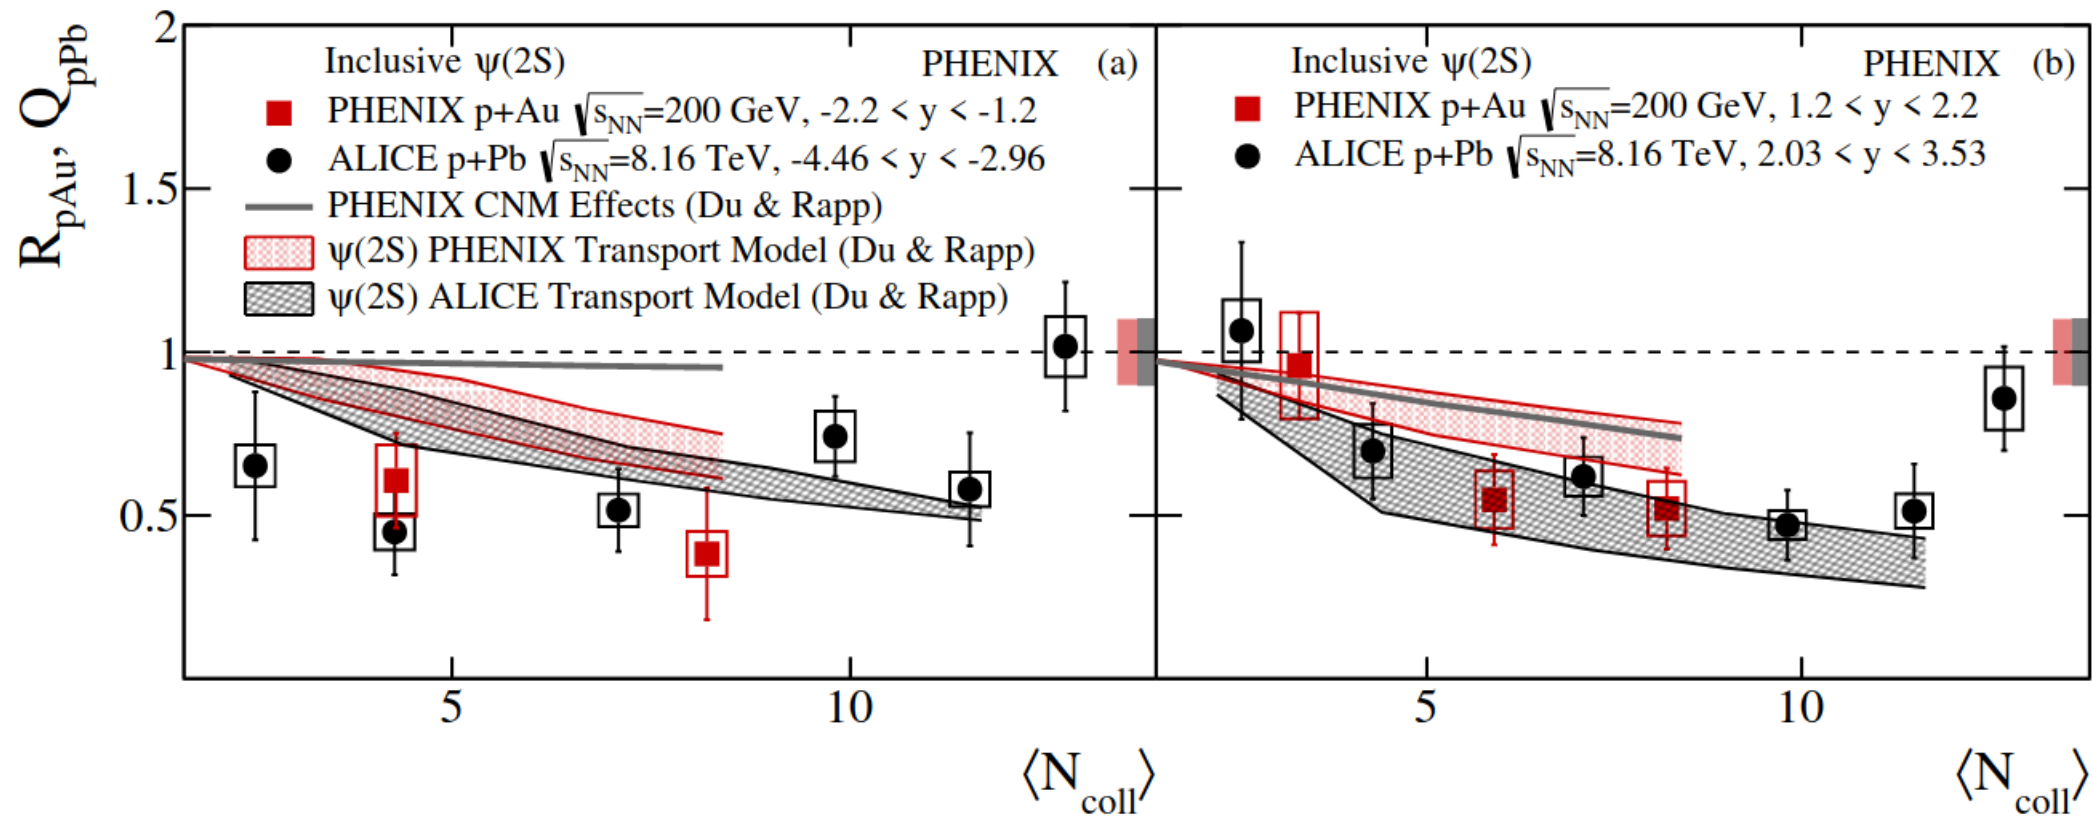 R_pAu, Q_pPb
2
1.5
1
0.5
Inclusive ψ(2S) PHENIX (a)
PHENIX p+Au √s_NN=200 GeV, -2.2 < y < -1.2
ALICE p+Pb √s_NN=8.16 TeV, -4.46 < y < -2.96
PHENIX CNM Effects (Du & Rapp)
ψ(2S) PHENIX Transport Model (Du & Rapp)
ψ(2S) ALICE Transport Model (Du & Rapp)
5 10
⟨N_coll⟩
Inclusive ψ(2S) PHENIX (b)
PHENIX p+Au √s_NN=200 GeV, 1.2 < y < 2.2
ALICE p+Pb √s_NN=8.16 TeV, 2.03 < y < 3.53
5 10
⟨N_coll⟩